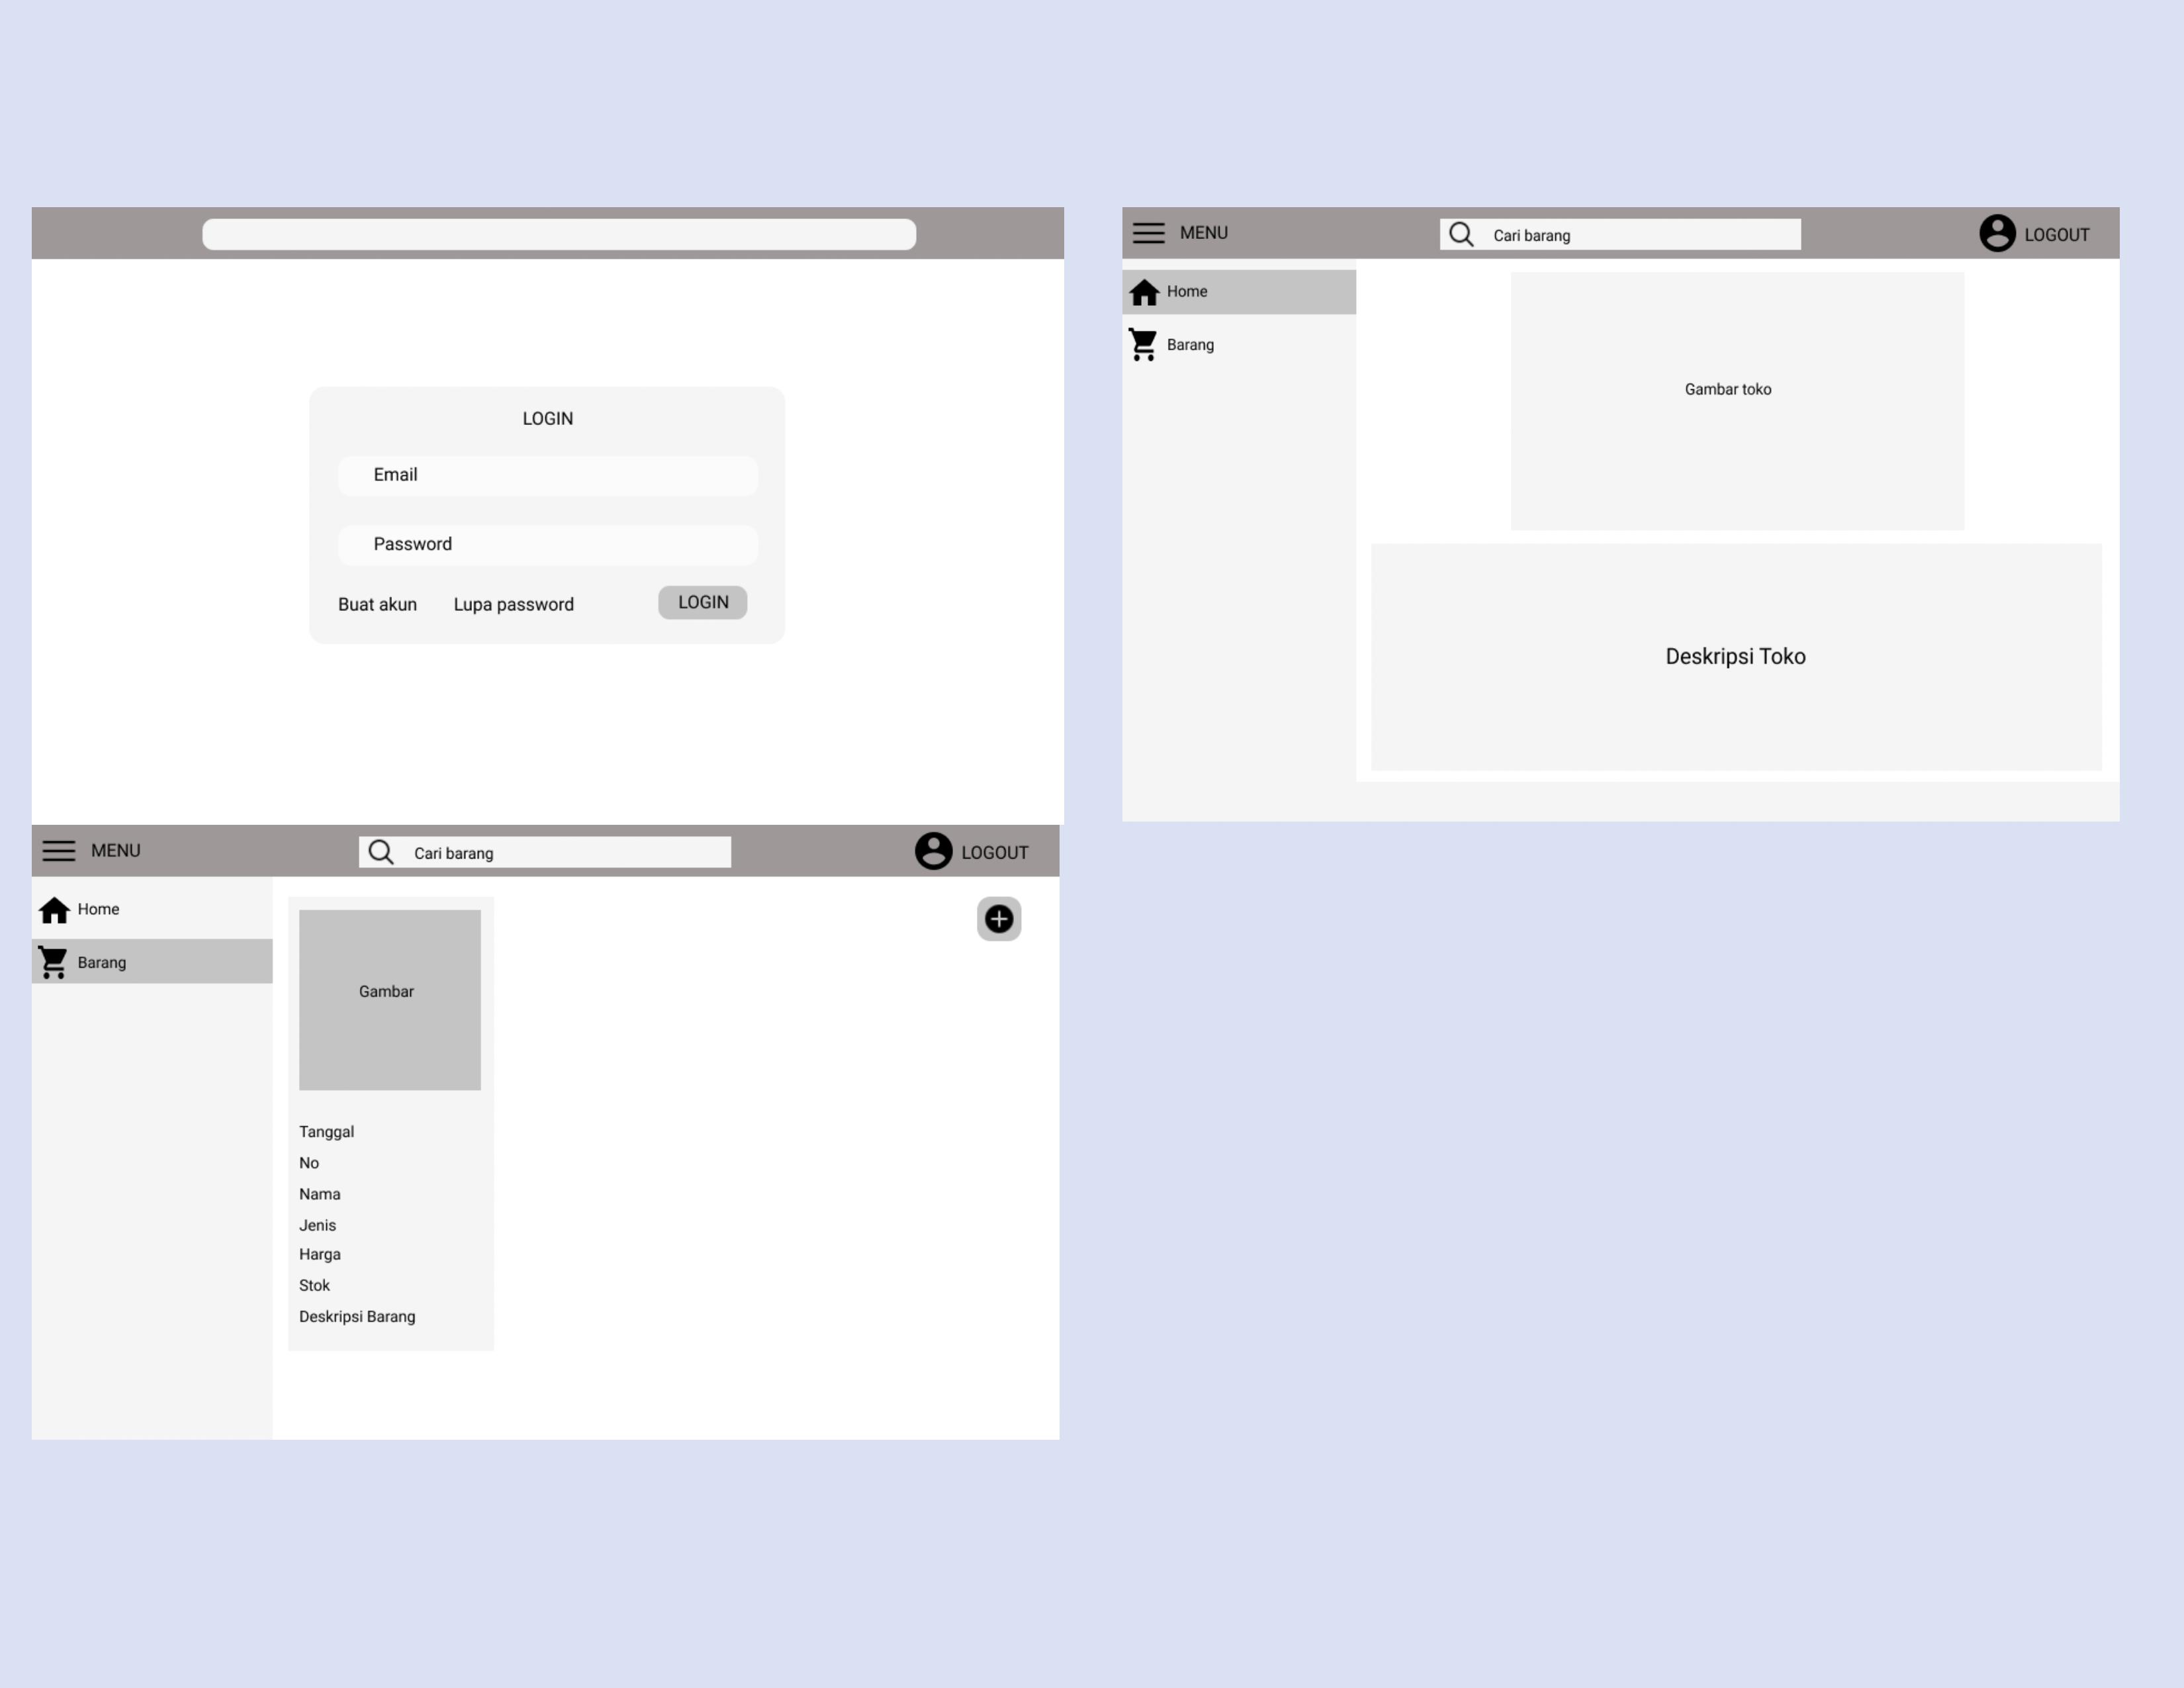 LOGIN
Email
Password
Buat akun Lupa password LOGIN
MENU Cari barang LOGOUT
Home
Barang
Gambar toko
Deskripsi Toko
MENU Cari barang LOGOUT
Home
Barang
Gambar
Tanggal
No
Nama
Jenis
Harga
Stok
Deskripsi Barang